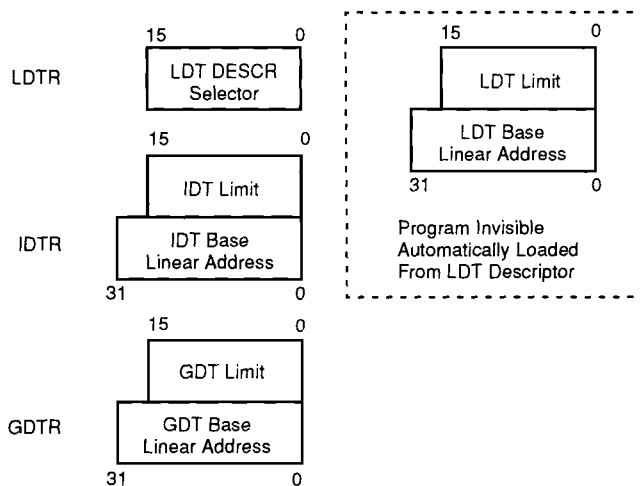 15 0
LDTR
LDT DESCR
Selector
15 0
IDT Limit
IDTR
IDT Base
Linear Address
31 0
15 0
GDT Limit
GDTR
GDT Base
Linear Address
31 0
15 0
LDT Limit
LDT Base
Linear Address
31 0
Program Invisible
Automatically Loaded
From LDT Descriptor